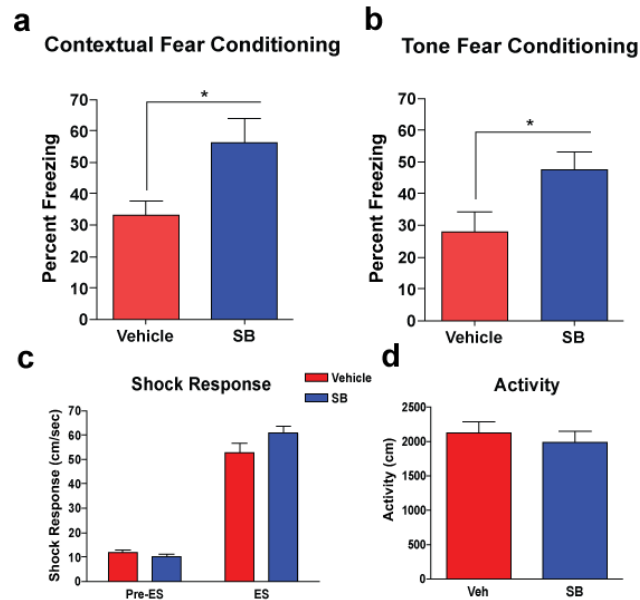 a
Contextual Fear Conditioning
Percent Freezing
70
60
50
40
30
20
10
0
*
Vehicle
SB
b
Tone Fear Conditioning
Percent Freezing
70
60
50
40
30
20
10
0
*
Vehicle
SB
c
Shock Response
Vehicle
SB
Shock Response (cm/sec)
70
60
50
40
30
20
10
0
Pre-ES
ES
d
Activity
Activity (cm)
2500
2000
1500
1000
500
0
Veh
SB